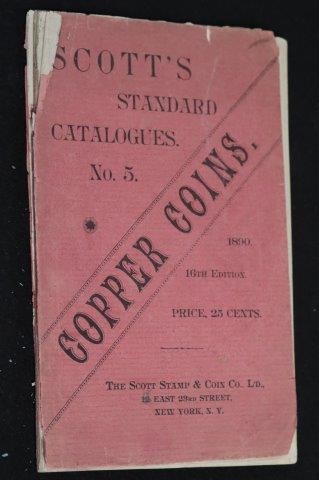 SCOTT'S
STANDARD
CATALOGUES.
No. 5.
COPPER COINS.
1890.
16TH EDITION.
PRICE, 25 CENTS.
THE SCOTT STAMP & COIN CO. L'D.,
12 EAST 23RD STREET,
NEW YORK, N. Y.